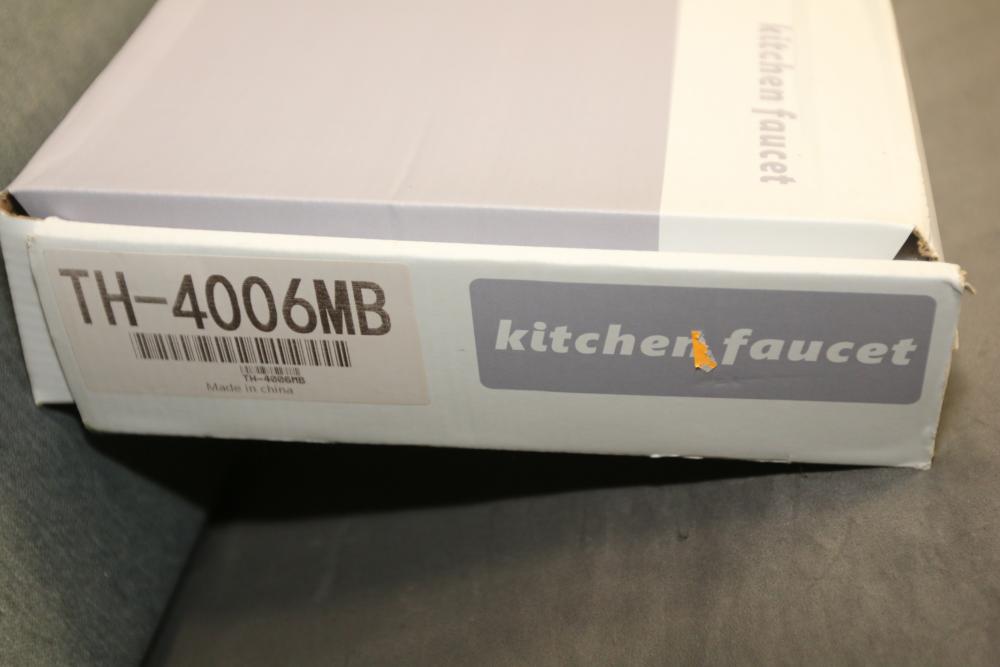 kitchen faucet
TH-4006MB
TH-4006MB
Made in china
kitchen faucet